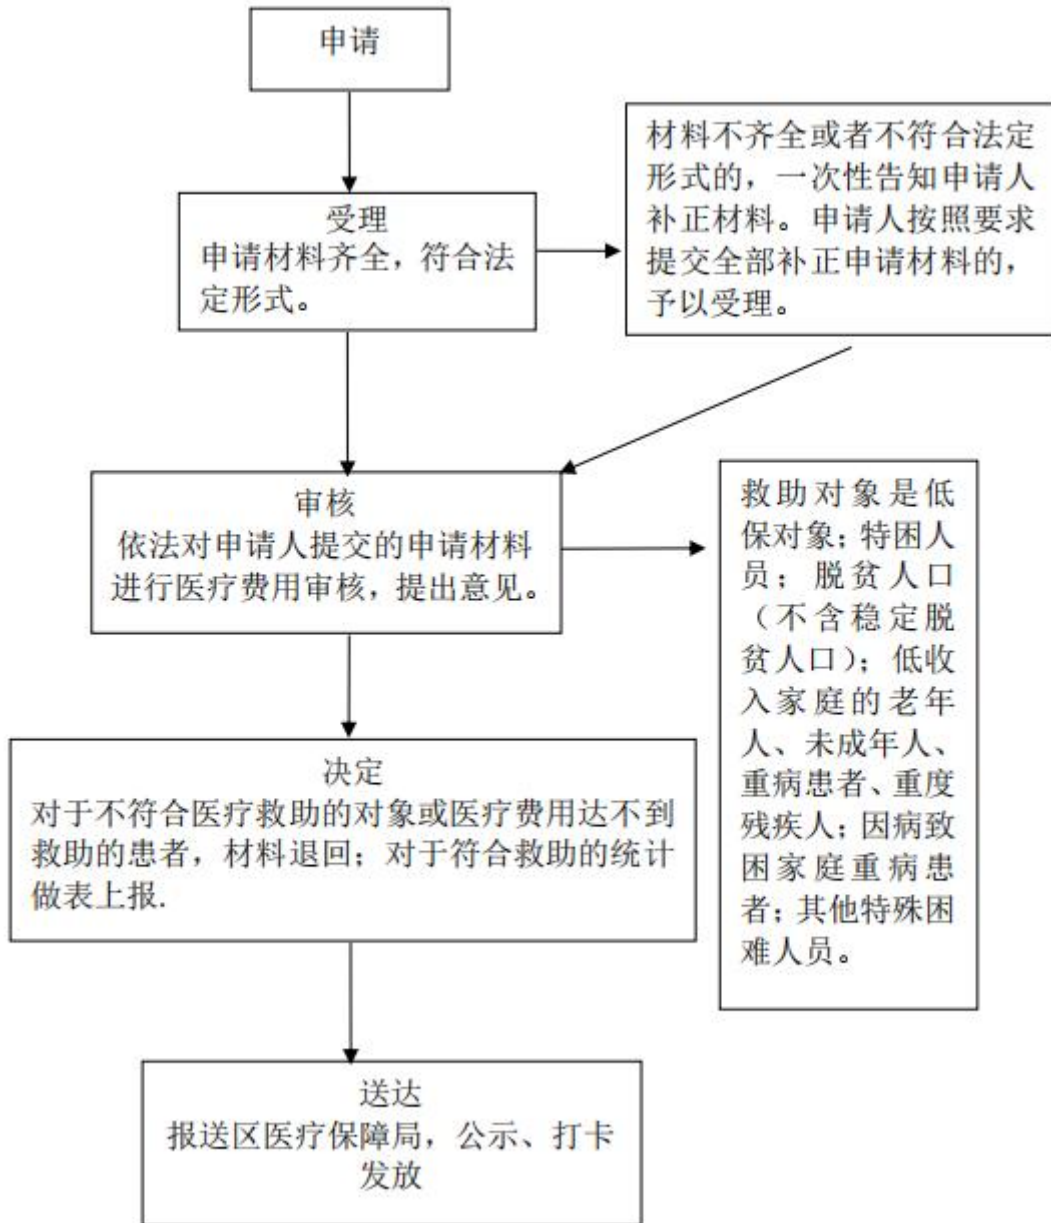 申请
材料不齐全或者不符合法定
形式的，一次性告知申请人
补正材料。申请人按照要求
提交全部补正申请材料的，
予以受理。
受理
申请材料齐全，符合法
定形式。
审核
依法对申请人提交的申请材料
进行医疗费用审核，提出意见。
救助对象是低
保对象；特困人
员；脱贫人口
（不含稳定脱
贫人口）；低收
入家庭的老年
人、未成年人、
重病患者、重度
残疾人；因病致
困家庭重病患
者；其他特殊困
难人员。
决定
对于不符合医疗救助的对象或医疗费用达不到
救助的患者，材料退回；对于符合救助的统计
做表上报.
送达
报送区医疗保障局，公示、打卡
发放